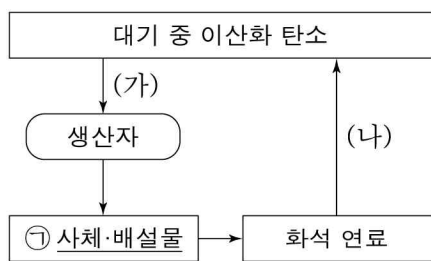 대기 중 이산화 탄소
(가)
생산자
(나)
㉠ 사체·배설물
화석 연료